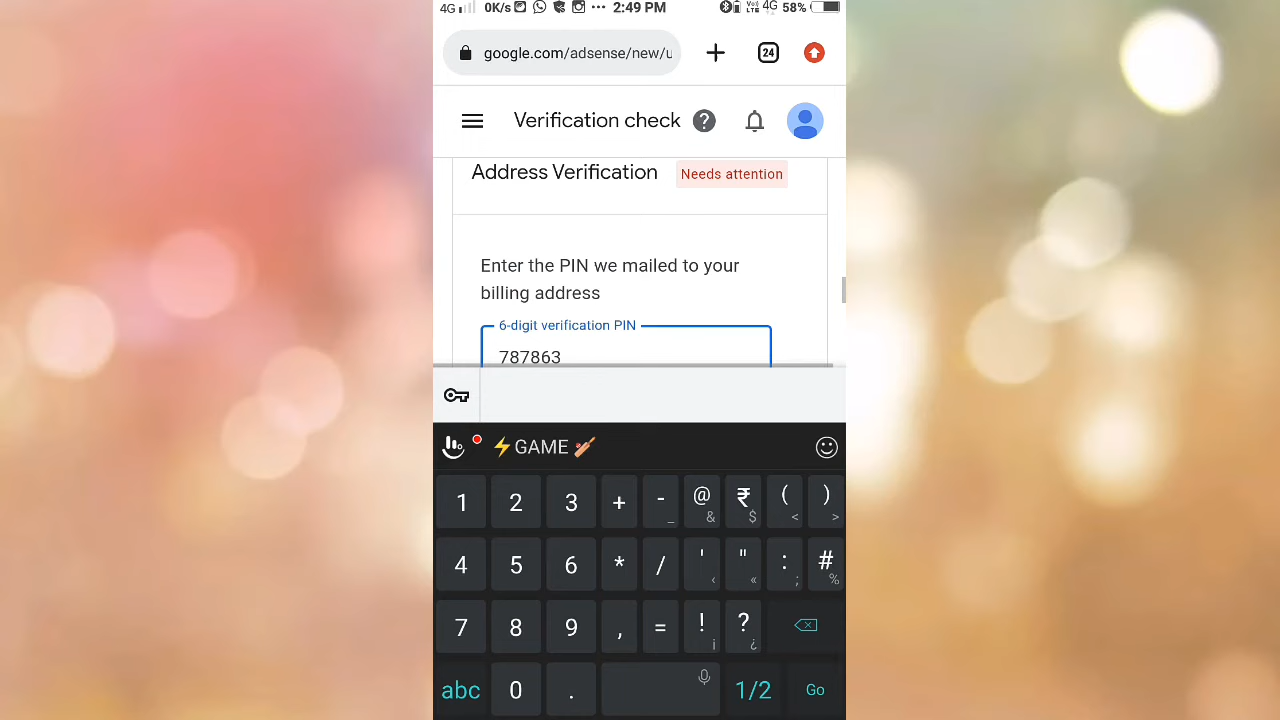 4G 0K/s ••• 2:49 PM VoLTE 4G 58%
google.com/adsense/new/u 24
Verification check ?
Address Verification Needs attention
Enter the PIN we mailed to your
billing address
6-digit verification PIN
787863
⚡GAME 🏏
1 2 3 + - _ @ & ₹ $ ( < ) >
4 5 6 * / ' ‹ " « : ; # %
7 8 9 , = ! ¡ ? ¿
abc 0 . 1/2 Go